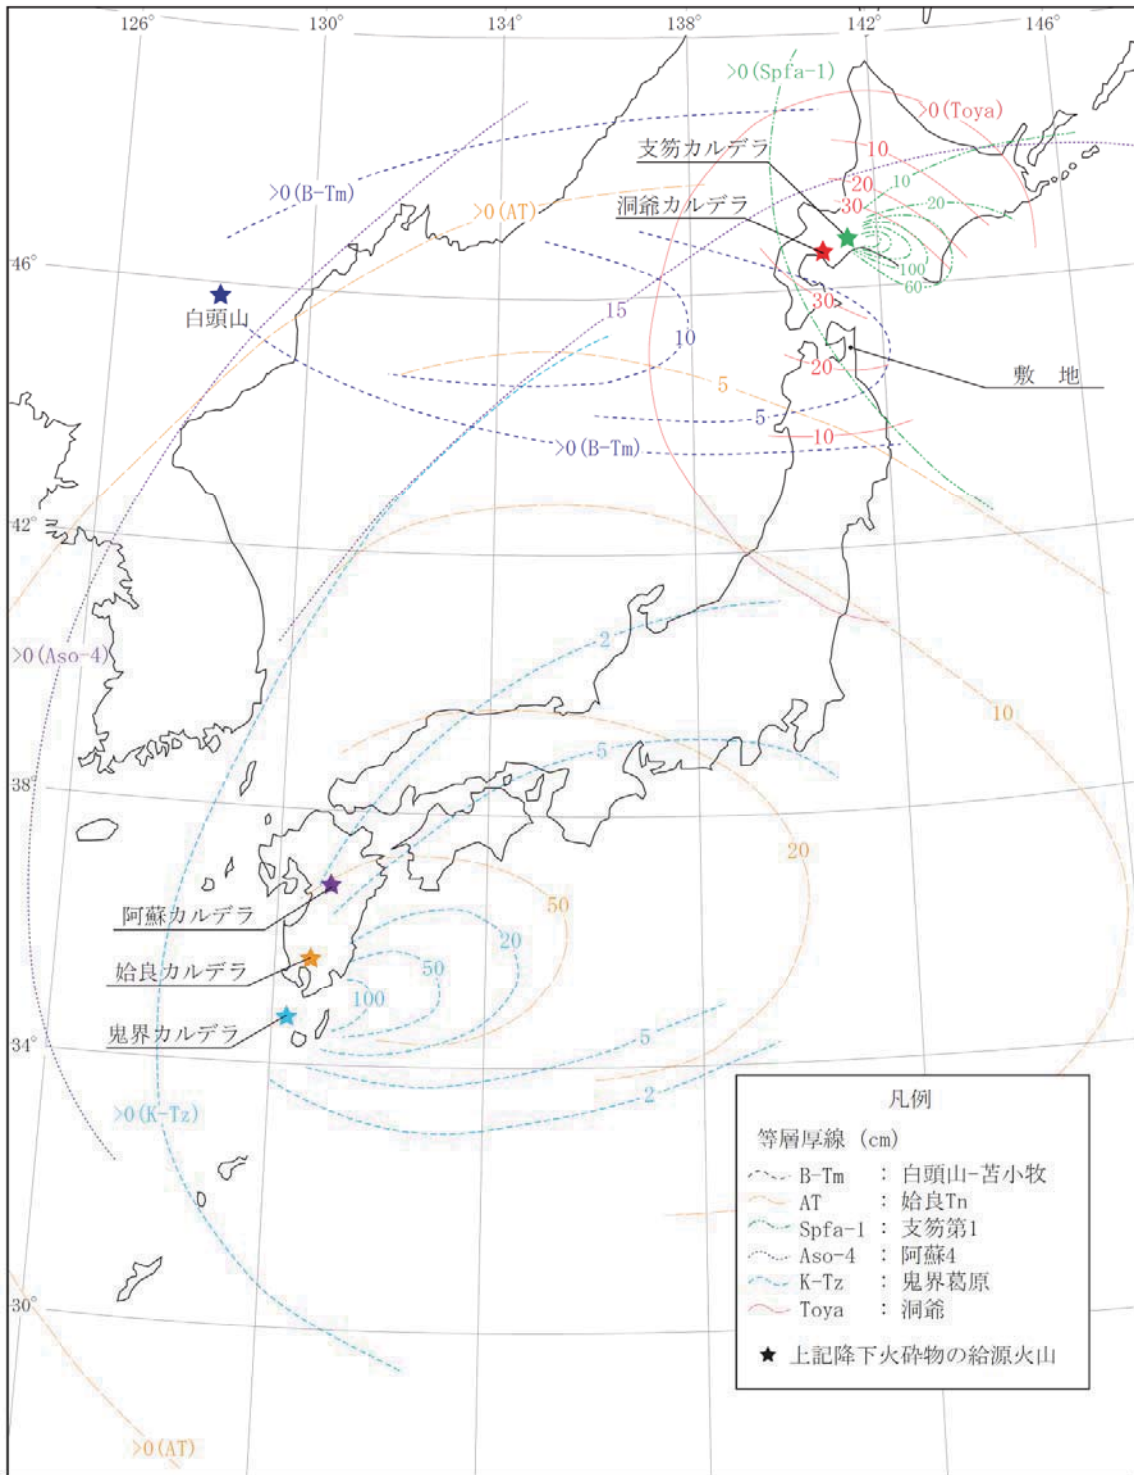 126° 130° 134° 138° 142° 146°
>0(Spfa-1)
>0(Toya)
支笏カルデラ
10
10
20
20
>0(B-Tm)
>0(AT)
洞爺カルデラ
30
46°
100
60
白頭山
15
30
10
20
敷 地
5
5
10
>0(B-Tm)
42°
2
>0(Aso-4)
10
5
38°
20
阿蘇カルデラ
50
20
始良カルデラ
50
100
鬼界カルデラ
34°
5
2
>0(K-Tz)
凡例
等層厚線 (cm)
B-Tm : 白頭山-苫小牧
AT : 姶良Tn
Spfa-1 : 支笏第1
Aso-4 : 阿蘇4
K-Tz : 鬼界葛原
Toya : 洞爺
★ 上記降下火砕物の給源火山
30°
>0(AT)